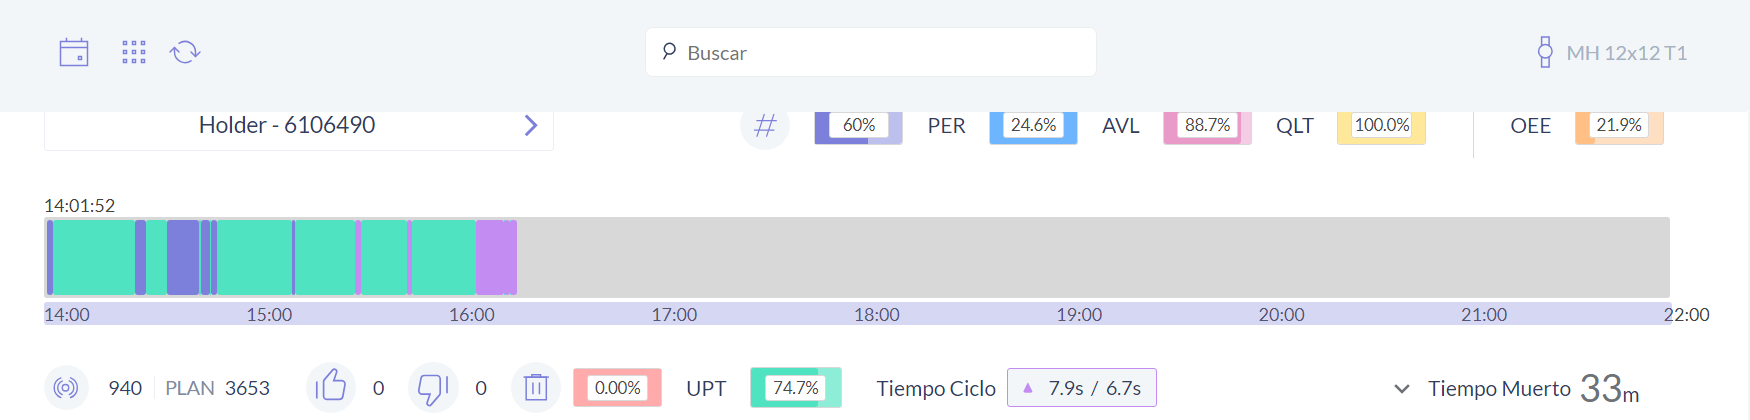 Buscar
MH 12x12 T1
Holder - 6106490
# 60% PER 24.6% AVL 88.7% QLT 100.0% OEE 21.9%
14:01:52
14:00 15:00 16:00 17:00 18:00 19:00 20:00 21:00 22:00
940 PLAN 3653 0 0 0.00% UPT 74.7% Tiempo Ciclo ▲ 7.9s / 6.7s Tiempo Muerto 33m